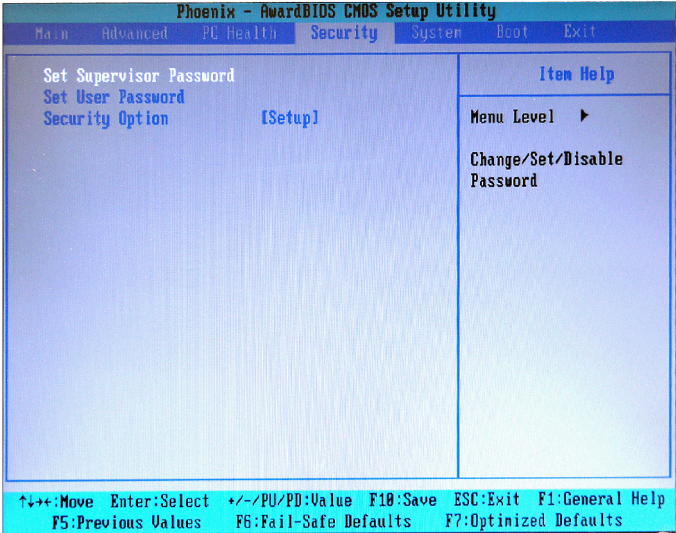 Phoenix - AwardBIOS CMOS Setup Utility
Main Advanced PC Health Security System Boot Exit
Set Supervisor Password
Set User Password
Security Option [Setup]
Item Help
Menu Level ▶
Change/Set/Disable
Password
↑↓→←:Move Enter:Select +/-/PU/PD:Value F10:Save ESC:Exit F1:General Help
F5:Previous Values F6:Fail-Safe Defaults F7:Optimized Defaults